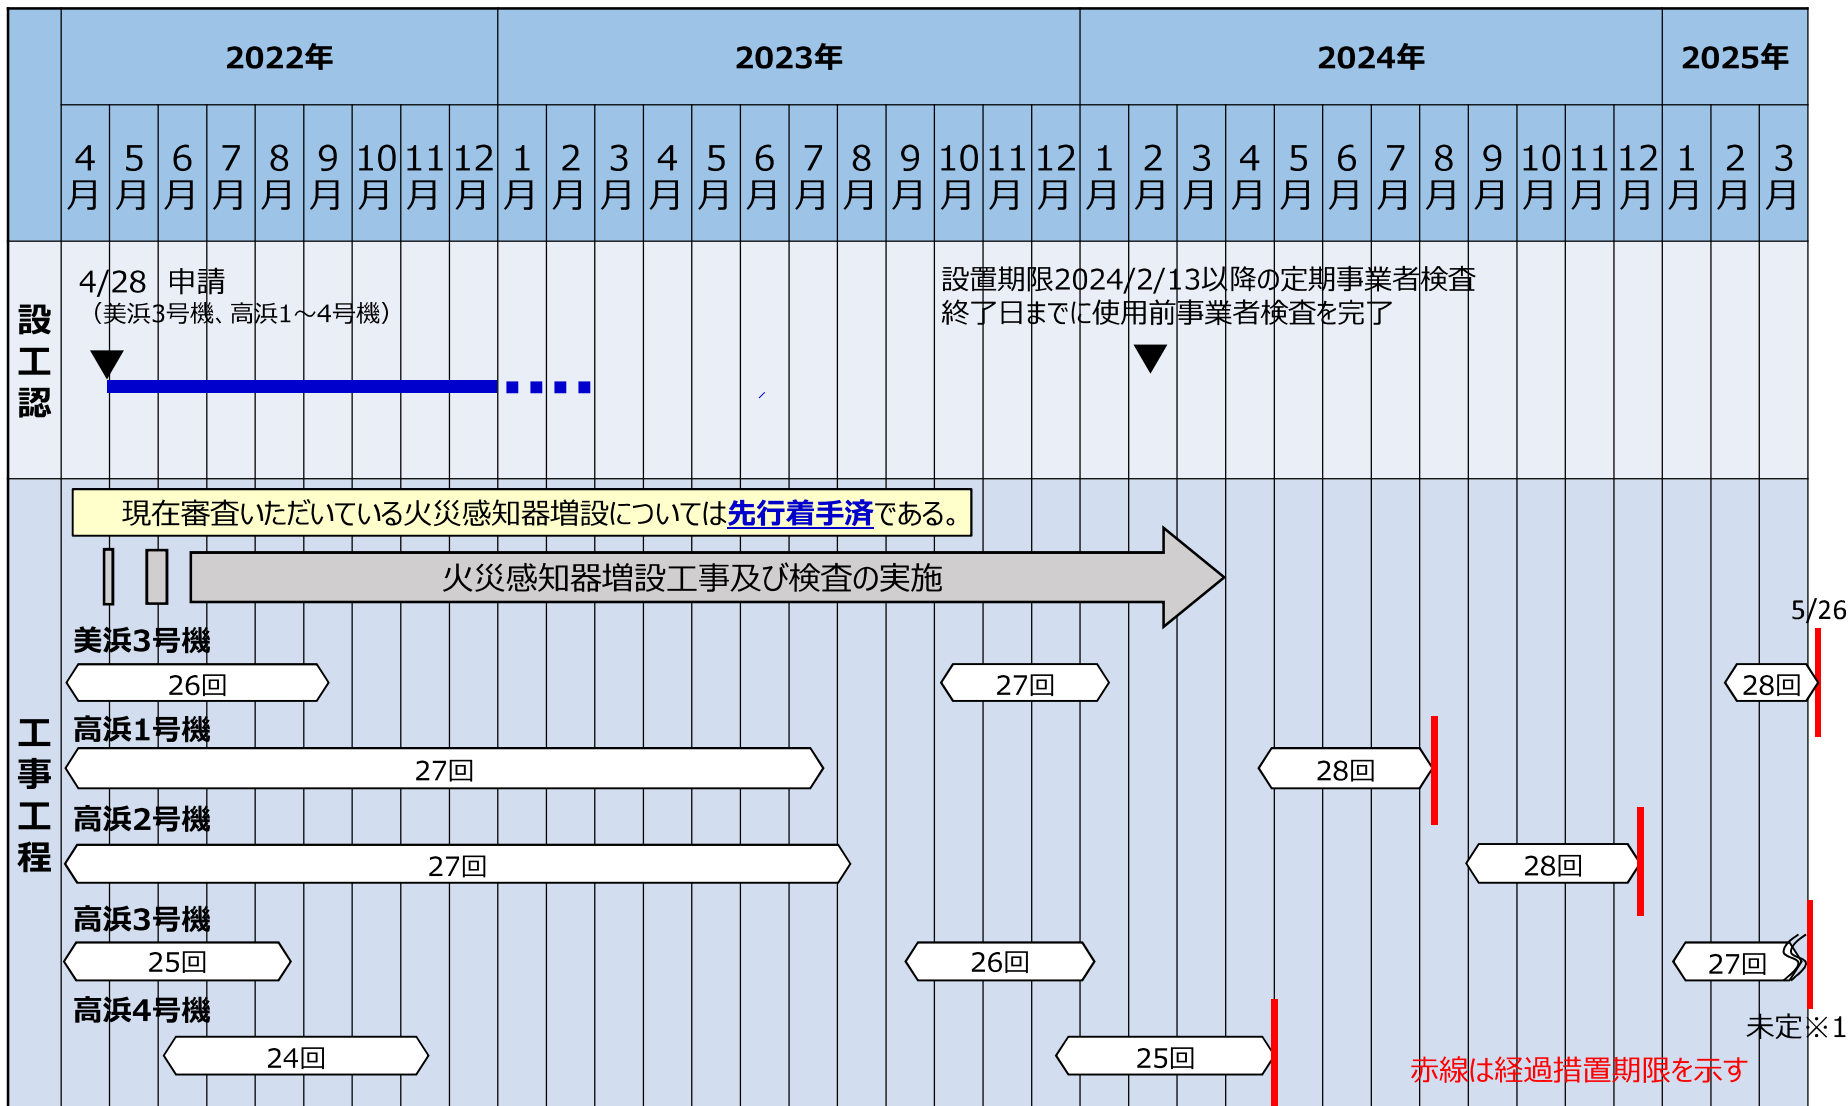 2022年 2023年 2024年 2025年
4月 5月 6月 7月 8月 9月 10月 11月 12月 1月 2月 3月 4月 5月 6月 7月 8月 9月 10月 11月 12月 1月 2月 3月 4月 5月 6月 7月 8月 9月 10月 11月 12月 1月 2月 3月
設工認
4/28 申請
（美浜3号機、高浜1～4号機）
設置期限2024/2/13以降の定期事業者検査
終了日までに使用前事業者検査を完了
工事工程
現在審査いただいている火災感知器増設については先行着手済である。
火災感知器増設工事及び検査の実施
5/26
美浜3号機
26回 27回 28回
高浜1号機
27回 28回
高浜2号機
27回 28回
高浜3号機
25回 26回 27回
高浜4号機
未定※1
24回 25回
赤線は経過措置期限を示す